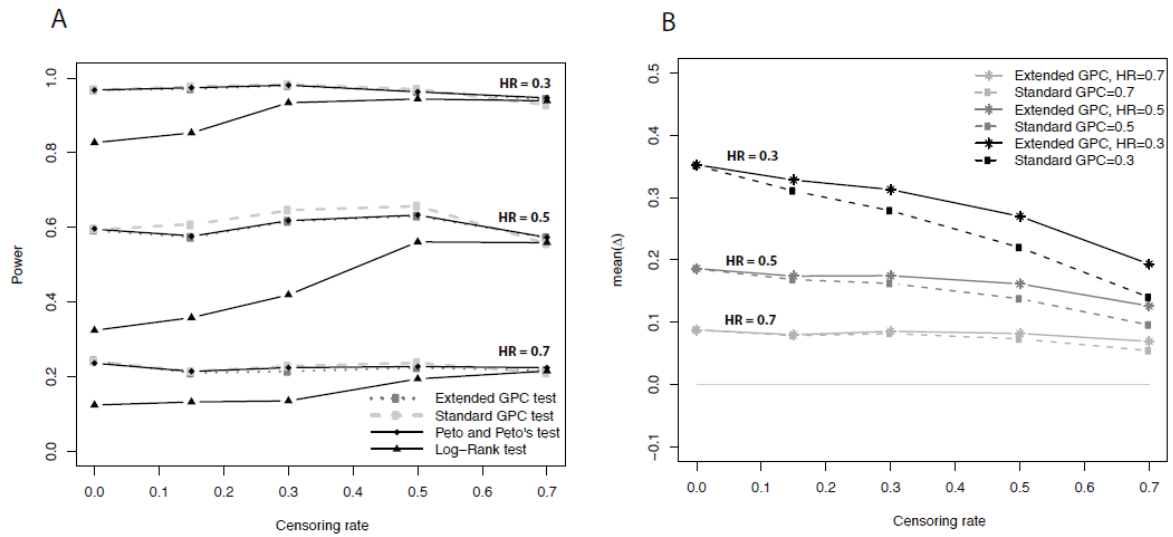 A
Power
0.0
0.2
0.4
0.6
0.8
1.0
HR = 0.3
HR = 0.5
HR = 0.7
Extended GPC test
Standard GPC test
Peto and Peto's test
Log−Rank test
0.0 0.1 0.2 0.3 0.4 0.5 0.6 0.7
Censoring rate
B
mean(Δ)
−0.1
0.0
0.1
0.2
0.3
0.4
0.5
Extended GPC, HR=0.7
Standard GPC=0.7
Extended GPC, HR=0.5
Standard GPC=0.5
Extended GPC, HR=0.3
Standard GPC=0.3
HR = 0.3
HR = 0.5
HR = 0.7
0.0 0.1 0.2 0.3 0.4 0.5 0.6 0.7
Censoring rate